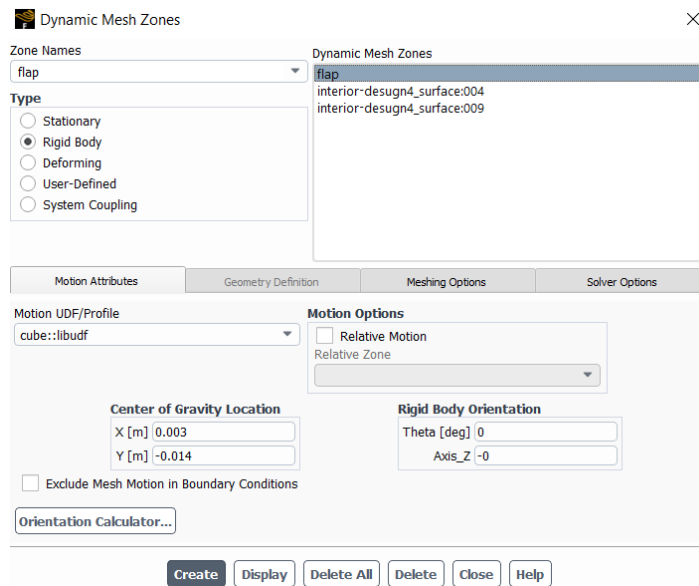 Dynamic Mesh Zones
Zone Names
flap
Type
Stationary
Rigid Body
Deforming
User-Defined
System Coupling
Dynamic Mesh Zones
flap
interior-desugn4_surface:004
interior-desugn4_surface:009
Motion Attributes
Geometry Definition
Meshing Options
Solver Options
Motion UDF/Profile
cube::libudf
Motion Options
Relative Motion
Relative Zone
Center of Gravity Location
X [m] 0.003
Y [m] -0.014
Rigid Body Orientation
Theta [deg] 0
Axis_Z -0
Exclude Mesh Motion in Boundary Conditions
Orientation Calculator...
Create Display Delete All Delete Close Help